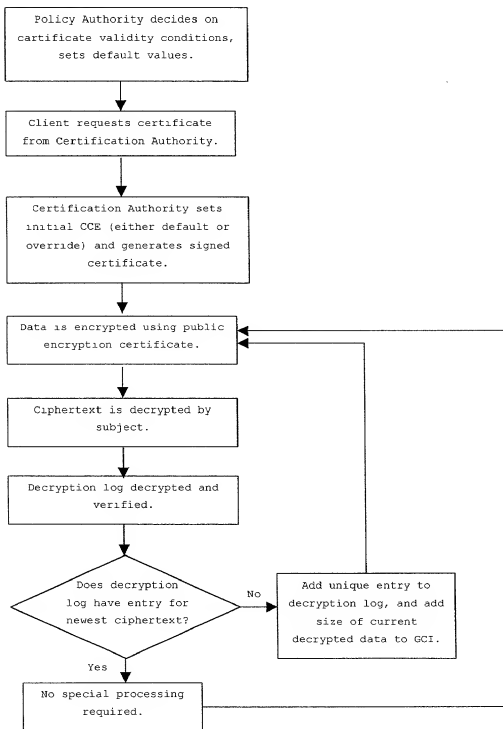 Policy Authority decides on
cartificate validity conditions,
sets default values.
Client requests certificate
from Certification Authority.
Certification Authority sets
initial CCE (either default or
override) and generates signed
certificate.
Data is encrypted using public
encryption certificate.
Ciphertext is decrypted by
subject.
Decryption log decrypted and
verified.
Does decryption
log have entry for
newest ciphertext?
No
Add unique entry to
decryption log, and add
size of current
decrypted data to GCI.
Yes
No special processing
required.